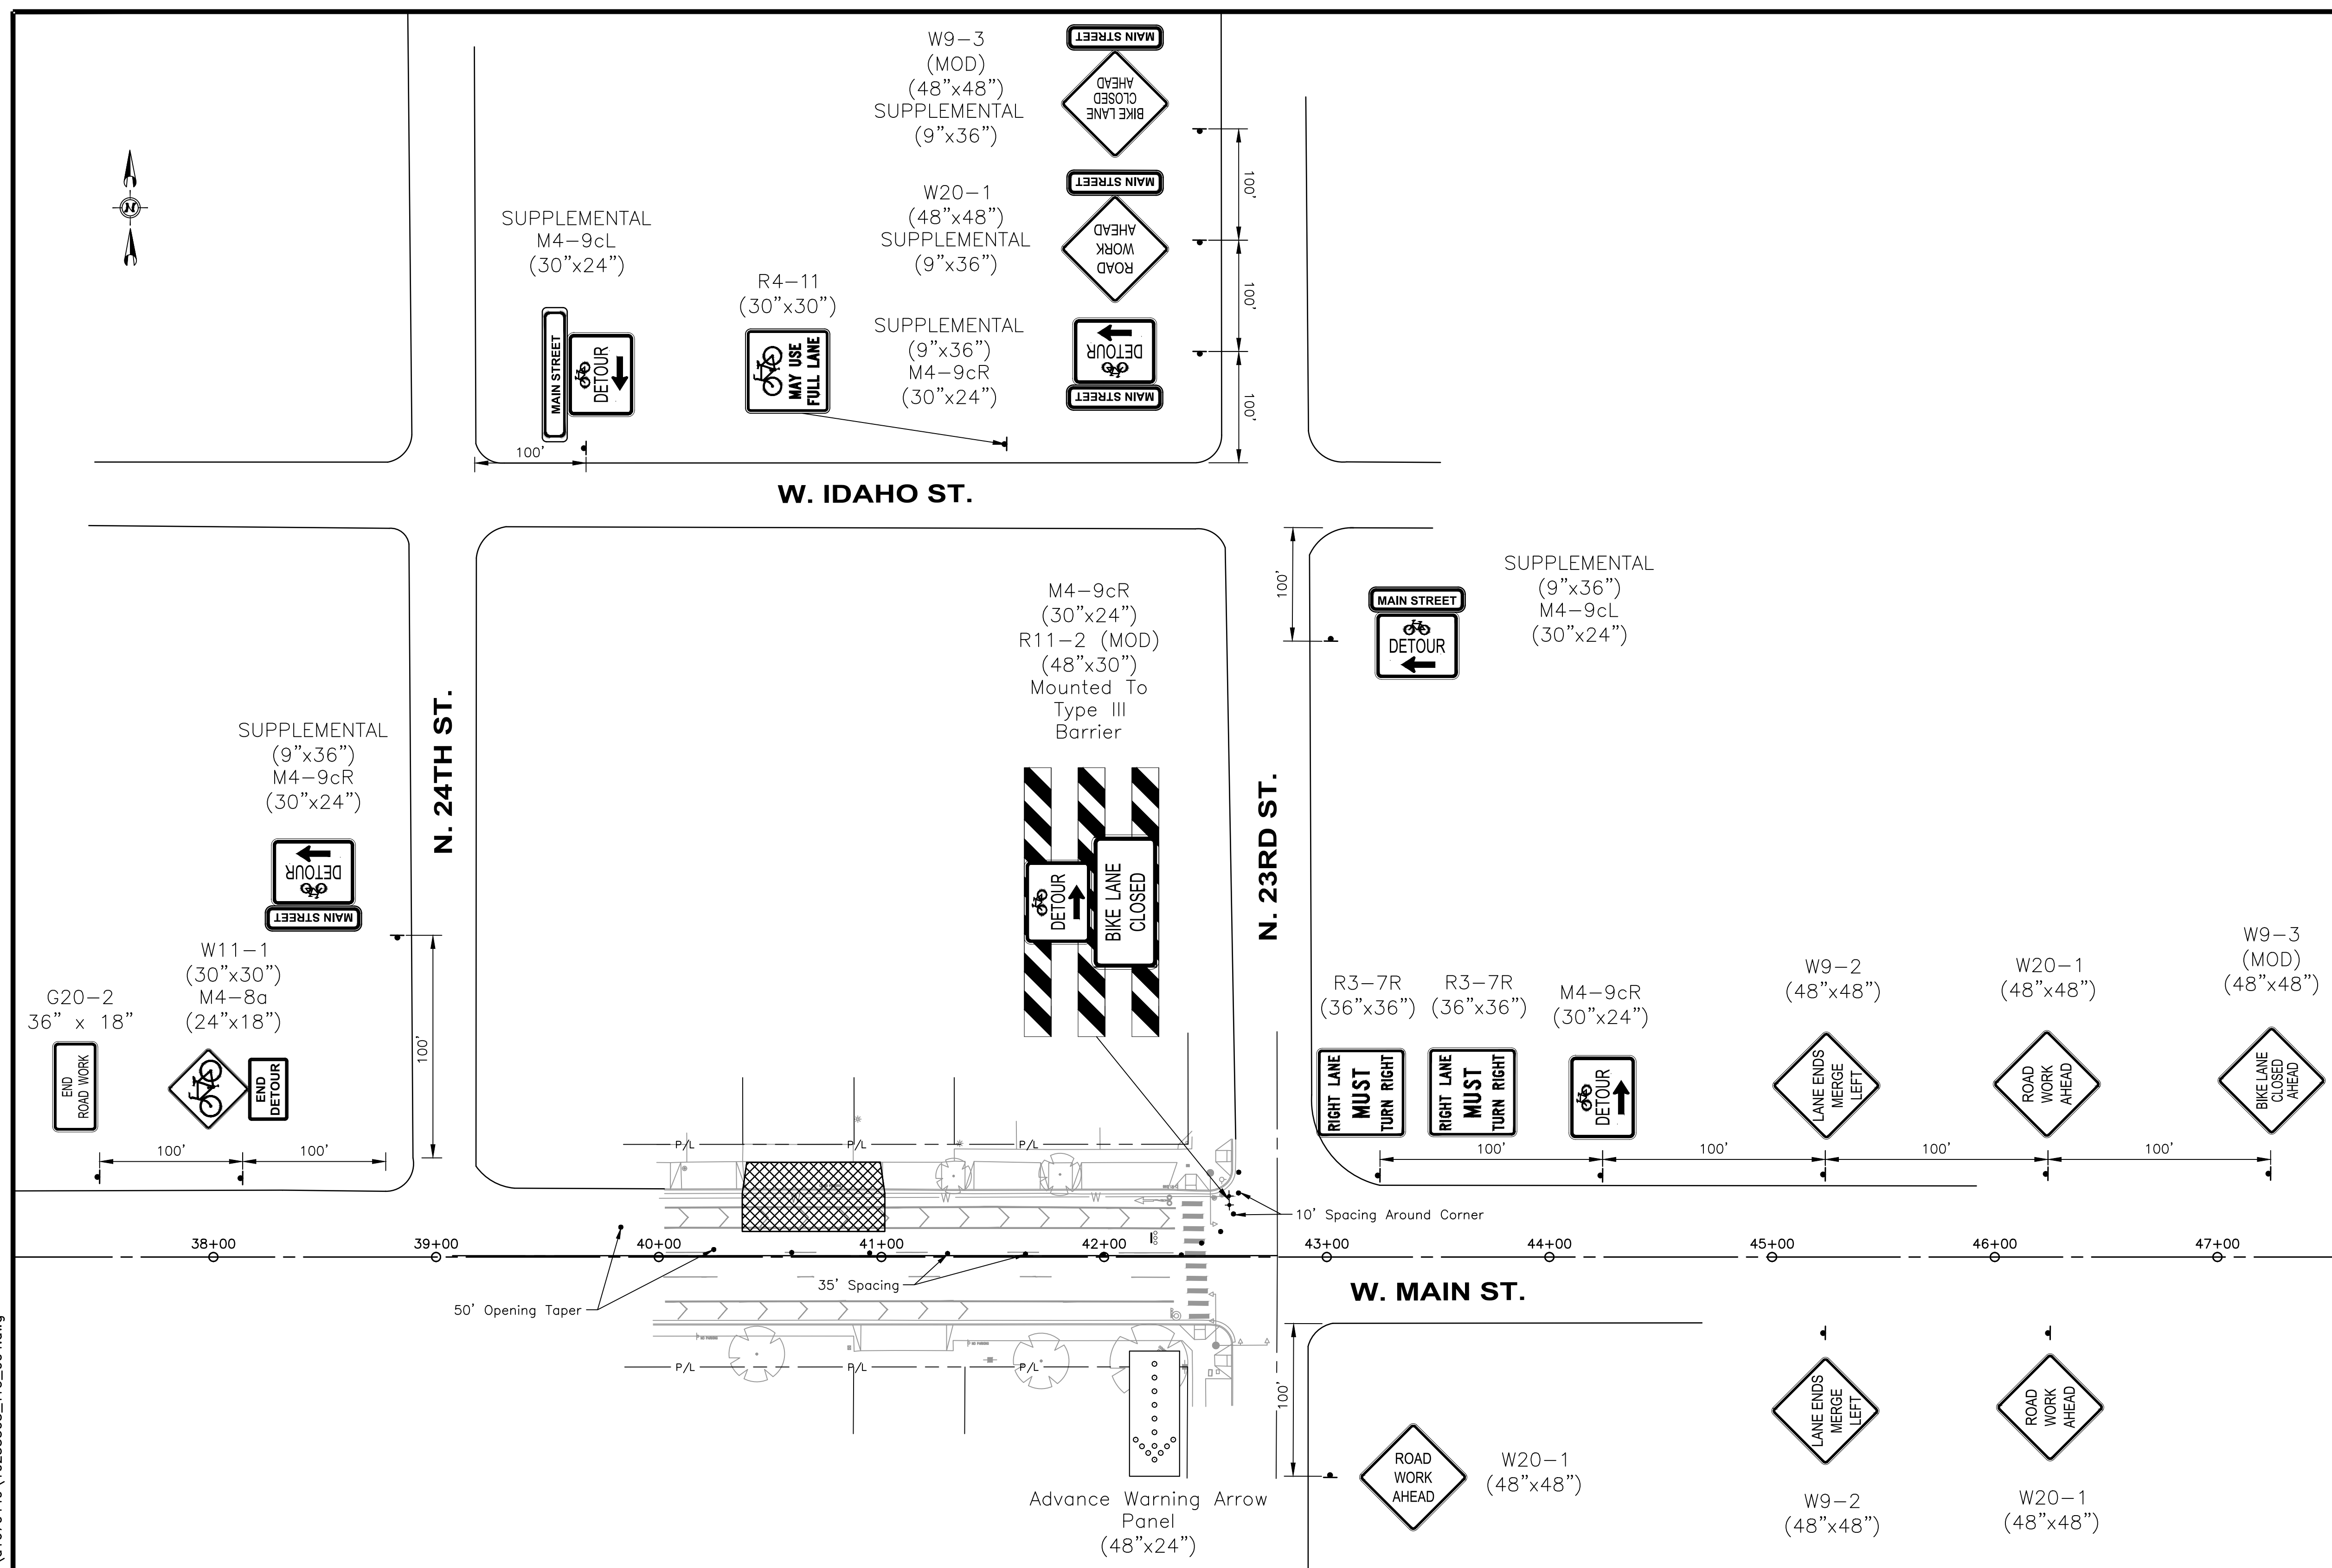 W9-3
(MOD)
(48"x48")
SUPPLEMENTAL
(9"x36")
MAIN STREET
BIKE LANE
CLOSED
AHEAD
100'
W20-1
(48"x48")
SUPPLEMENTAL
(9"x36")
MAIN STREET
ROAD
WORK
AHEAD
100'
SUPPLEMENTAL
M4-9cL
(30"x24")
MAIN STREET
DETOUR
100'
R4-11
(30"x30")
MAY USE
FULL LANE
SUPPLEMENTAL
(9"x36")
M4-9cR
(30"x24")
DETOUR
MAIN STREET
100'
N
W. IDAHO ST.
100'
SUPPLEMENTAL
(9"x36")
M4-9cL
(30"x24")
MAIN STREET
DETOUR
M4-9cR
(30"x24")
R11-2 (MOD)
(48"x30")
Mounted To
Type III
Barrier
DETOUR
BIKE LANE
CLOSED
N. 24TH ST.
N. 23RD ST.
SUPPLEMENTAL
(9"x36")
M4-9cR
(30"x24")
DETOUR
MAIN STREET
100'
G20-2
36" x 18"
END
ROAD WORK
W11-1
(30"x30")
M4-8a
(24"x18")
END
DETOUR
100'
100'
R3-7R
(36"x36")
RIGHT LANE
MUST
TURN RIGHT
R3-7R
(36"x36")
RIGHT LANE
MUST
TURN RIGHT
M4-9cR
(30"x24")
DETOUR
W9-2
(48"x48")
LANE ENDS
MERGE
LEFT
W20-1
(48"x48")
ROAD
WORK
AHEAD
W9-3
(MOD)
(48"x48")
BIKE LANE
CLOSED
AHEAD
100'
100'
100'
100'
P/L
P/L
P/L
W
W
10' Spacing Around Corner
38+00
39+00
40+00
41+00
42+00
43+00
44+00
45+00
46+00
47+00
35' Spacing
50' Opening Taper
W. MAIN ST.
P/L
P/L
P/L
100'
Advance Warning Arrow
Panel
(48"x24")
ROAD
WORK
AHEAD
W20-1
(48"x48")
LANE ENDS
MERGE
LEFT
W9-2
(48"x48")
ROAD
WORK
AHEAD
W20-1
(48"x48")